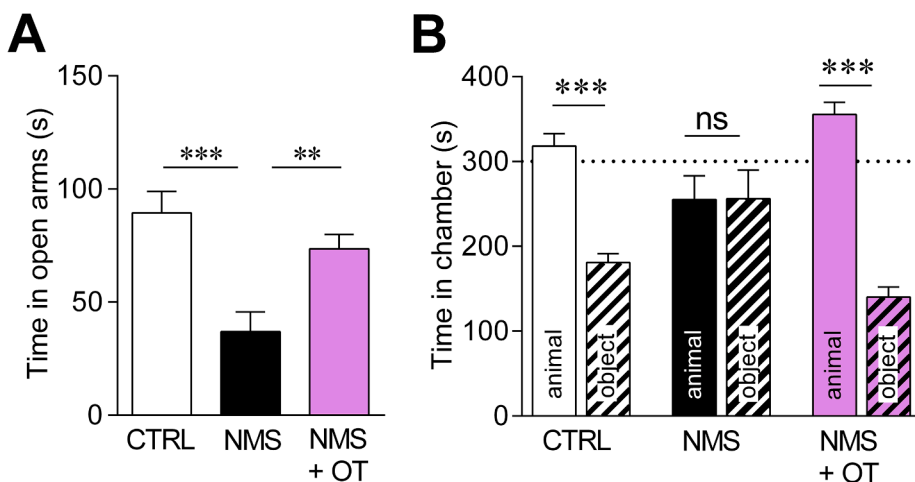 A
Time in open arms (s)
150
100
50
0
***
**
CTRL
NMS
NMS
+ OT
B
Time in chamber (s)
400
300
200
100
0
***
ns
***
animal
object
animal
object
animal
object
CTRL
NMS
NMS
+ OT